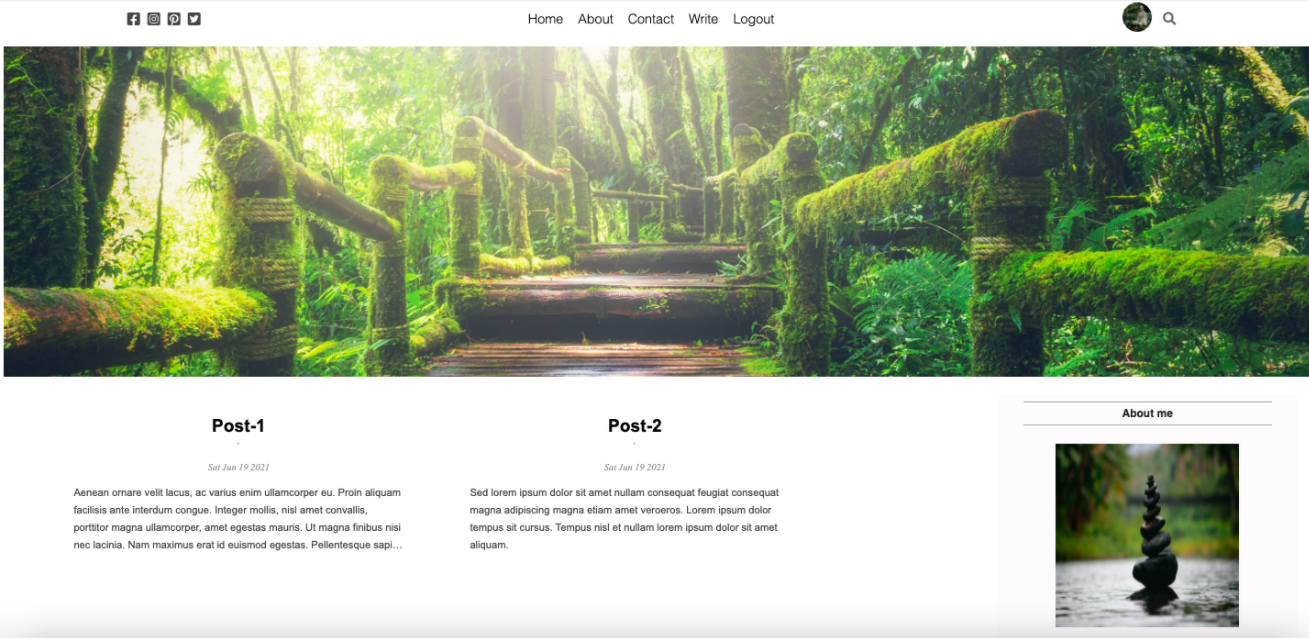 Home About Contact Write Logout
Post-1
Sat Jun 19 2021
Aenean ornare velit lacus, ac varius enim ullamcorper eu. Proin aliquam
facilisis ante interdum congue. Integer mollis, nisl amet convallis,
porttitor magna ullamcorper, amet egestas mauris. Ut magna finibus nisi
nec lacinia. Nam maximus erat id euismod egestas. Pellentesque sapi…
Post-2
Sat Jun 19 2021
Sed lorem ipsum dolor sit amet nullam consequat feugiat consequat
magna adipiscing magna etiam amet veroeros. Lorem ipsum dolor
tempus sit cursus. Tempus nisl et nullam lorem ipsum dolor sit amet
aliquam.
About me